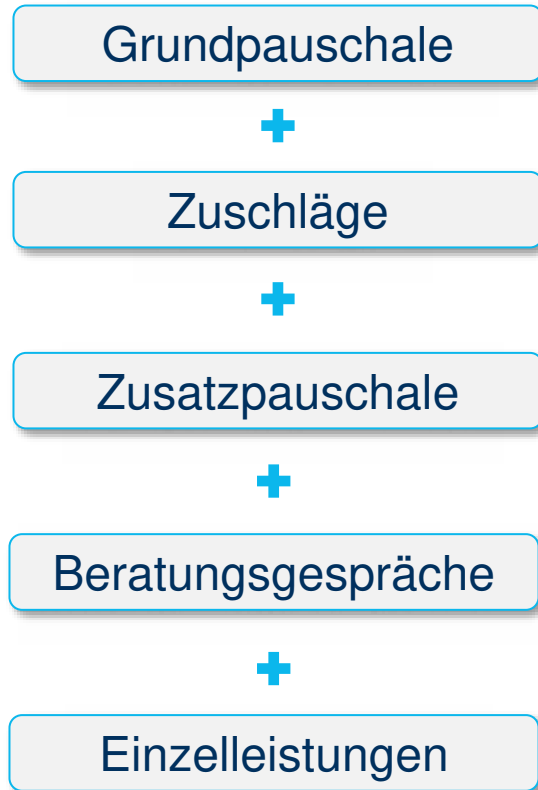 Grundpauschale
+
Zuschläge
+
Zusatzpauschale
+
Beratungsgespräche
+
Einzelleistungen